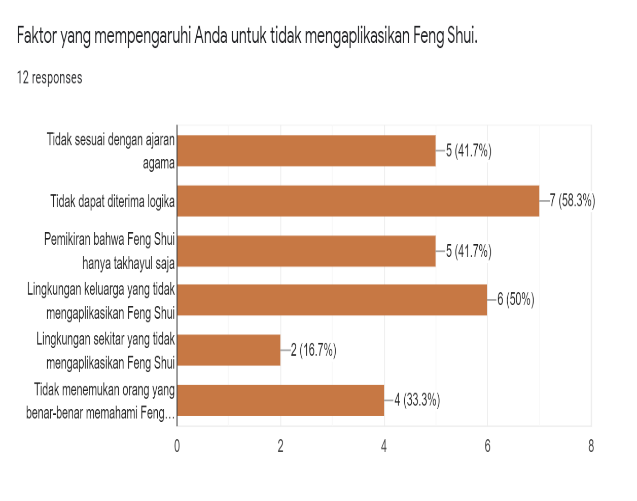 Faktor yang mempengaruhi Anda untuk tidak mengaplikasikan Feng Shui.
12 responses
Tidak sesuai dengan ajaran
agama
5 (41.7%)
Tidak dapat diterima logika
7 (58.3%)
Pemikiran bahwa Feng Shui
hanya takhayul saja
5 (41.7%)
Lingkungan keluarga yang tidak
mengaplikasikan Feng Shui
6 (50%)
Lingkungan sekitar yang tidak
mengaplikasikan Feng Shui
2 (16.7%)
Tidak menemukan orang yang
benar-benar memahami Feng...
4 (33.3%)
0 2 4 6 8